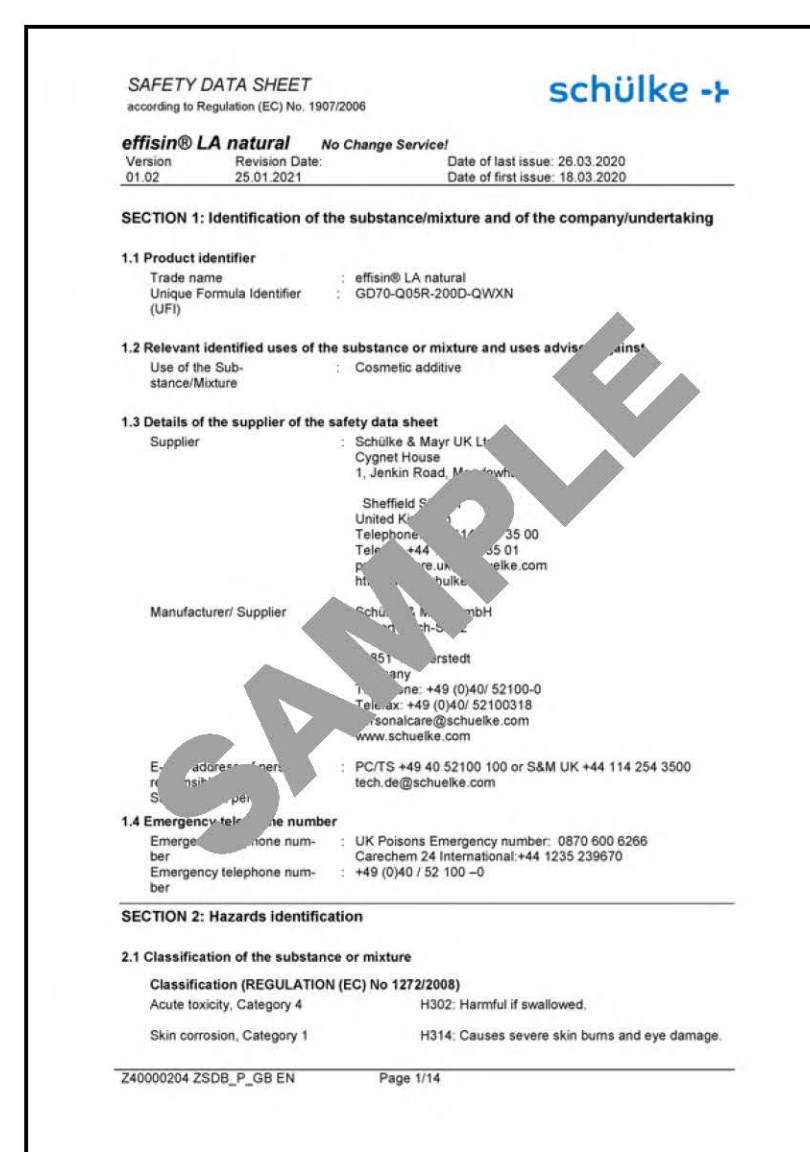 SAFETY DATA SHEET
according to Regulation (EC) No. 1907/2006
schülke
effisin® LA natural No Change Service!
Version Revision Date: Date of last issue: 26.03.2020
01.02 25.01.2021 Date of first issue: 18.03.2020
SECTION 1: Identification of the substance/mixture and of the company/undertaking
1.1 Product identifier
Trade name : effisin® LA natural
Unique Formula Identifier : GD70-Q05R-200D-QWXN
(UFI)
1.2 Relevant identified uses of the substance or mixture and uses
Use of the Sub- : Cosmetic additive
stance/Mixture
1.3 Details of the supplier of the safety data sheet
Supplier : Schülke & Mayr UK
Cygnet House
1, Jenkin Road,
Sheffield
United
Telephone 35 00
+44 35 01
Manufacturer/ Supplier
Telephone: +49 (0)40/ 52100-0
Telefax: +49 (0)40/ 52100318
personalcare@schuelke.com
www.schuelke.com
: PC/TS +49 40 52100 100 or S&M UK +44 114 254 3500
tech.de@schuelke.com
1.4 Emergency telephone number
: UK Poisons Emergency number: 0870 600 6266
ber Carechem 24 International:+44 1235 239670
Emergency telephone num- : +49 (0)40 / 52 100 –0
ber
SECTION 2: Hazards identification
2.1 Classification of the substance or mixture
Classification (REGULATION (EC) No 1272/2008)
Acute toxicity, Category 4 H302: Harmful if swallowed.
Skin corrosion, Category 1 H314: Causes severe skin burns and eye damage.
Z40000204 ZSDB_P_GB EN Page 1/14
SAMPLE